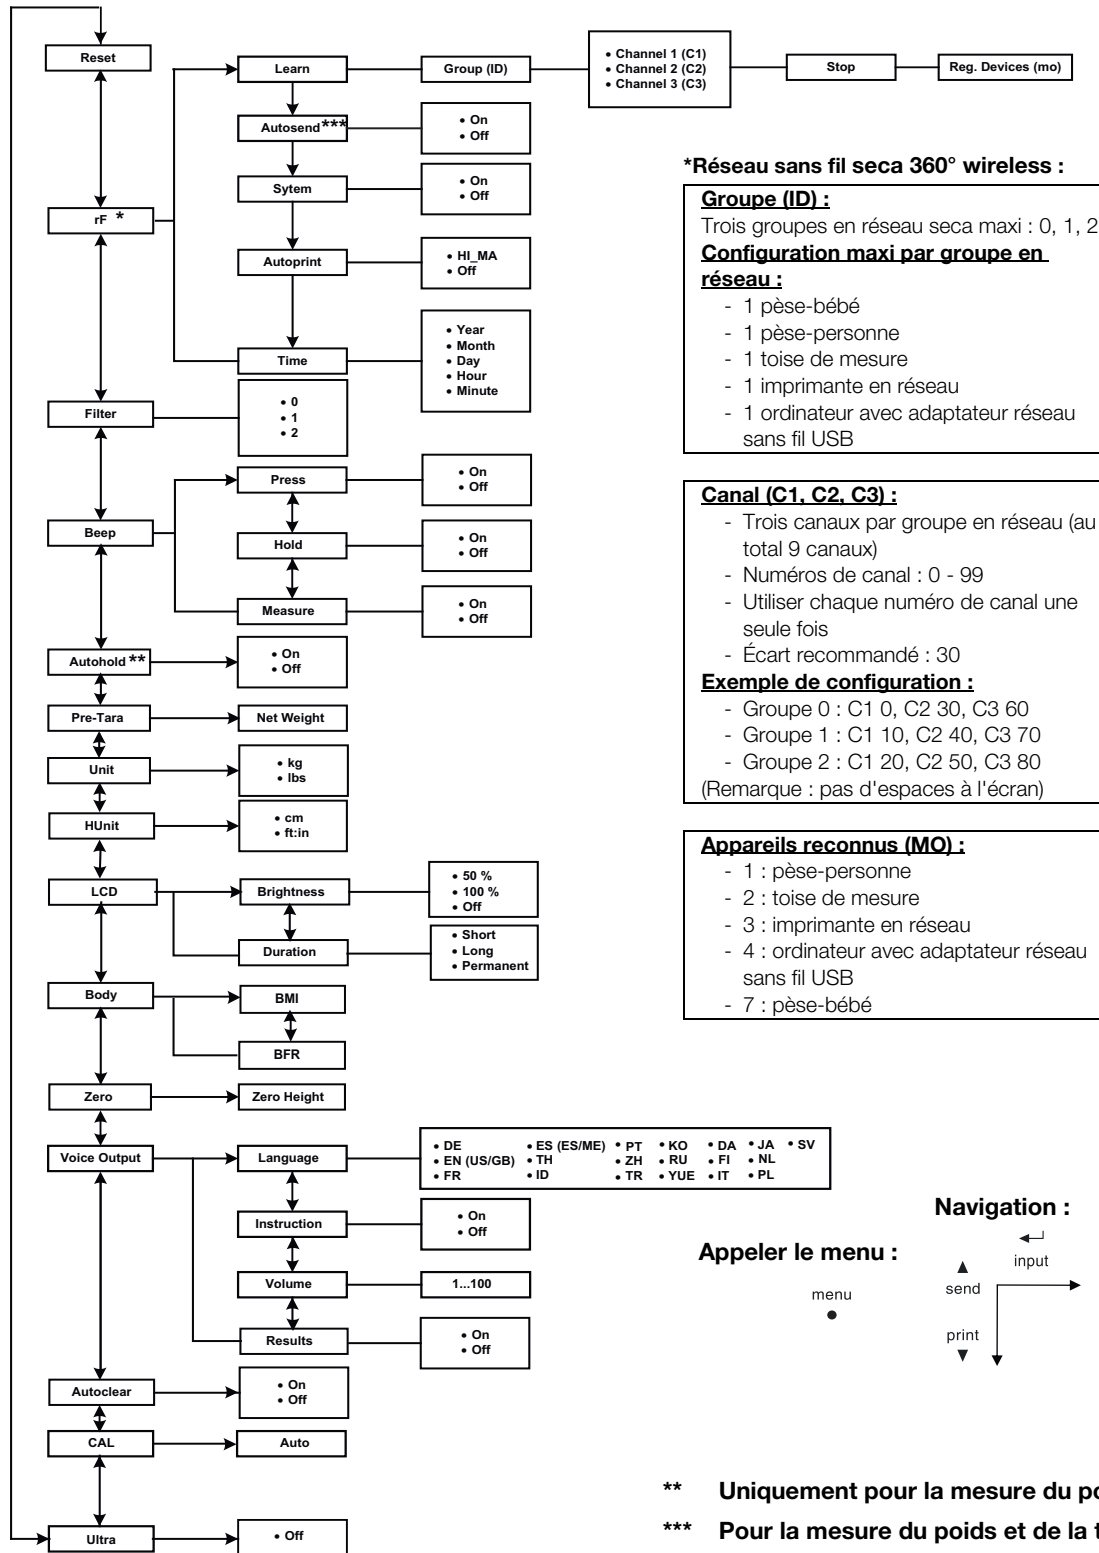 Reset
Learn
Group (ID)
• Channel 1 (C1)
• Channel 2 (C2)
• Channel 3 (C3)
Stop
Reg. Devices (mo)
Autosend***
• On
• Off
Sytem
• On
• Off
rF *
Autoprint
• HI_MA
• Off
Time
• Year
• Month
• Day
• Hour
• Minute
Filter
• 0
• 1
• 2
Beep
Press
• On
• Off
Hold
• On
• Off
Measure
• On
• Off
Autohold **
• On
• Off
Pre-Tara
Net Weight
Unit
• kg
• lbs
HUnit
• cm
• ft:in
LCD
Brightness
• 50 %
• 100 %
• Off
Duration
• Short
• Long
• Permanent
Body
BMI
BFR
Zero
Zero Height
Voice Output
Language
• DE • ES (ES/ME) • PT • KO • DA • JA • SV
• EN (US/GB) • TH • ZH • RU • FI • NL
• FR • ID • TR • YUE • IT • PL
Instruction
• On
• Off
Volume
1...100
Results
• On
• Off
Autoclear
• On
• Off
CAL
Auto
Ultra
• Off
*Réseau sans fil seca 360° wireless :
Groupe (ID) :
Trois groupes en réseau seca maxi : 0, 1, 2
Configuration maxi par groupe en
réseau :
- 1 pèse-bébé
- 1 pèse-personne
- 1 toise de mesure
- 1 imprimante en réseau
- 1 ordinateur avec adaptateur réseau
sans fil USB
Canal (C1, C2, C3) :
- Trois canaux par groupe en réseau (au
total 9 canaux)
- Numéros de canal : 0 - 99
- Utiliser chaque numéro de canal une
seule fois
- Écart recommandé : 30
Exemple de configuration :
- Groupe 0 : C1 0, C2 30, C3 60
- Groupe 1 : C1 10, C2 40, C3 70
- Groupe 2 : C1 20, C2 50, C3 80
(Remarque : pas d'espaces à l'écran)
Appareils reconnus (MO) :
- 1 : pèse-personne
- 2 : toise de mesure
- 3 : imprimante en réseau
- 4 : ordinateur avec adaptateur réseau
sans fil USB
- 7 : pèse-bébé
Appeler le menu :
menu
Navigation :
input
send
print
** Uniquement pour la mesure du
*** Pour la mesure du poids et de la